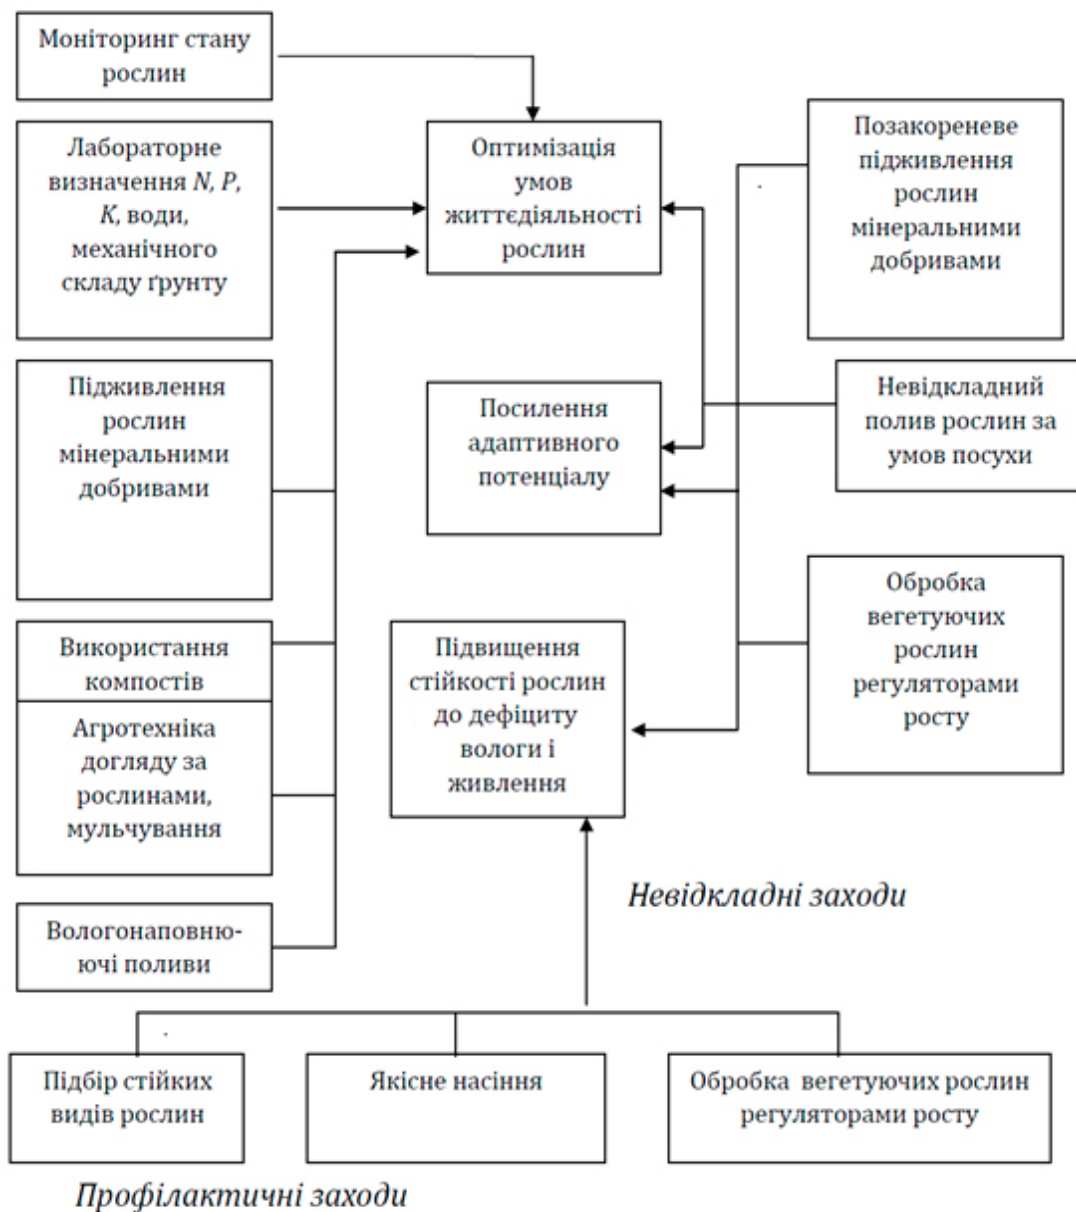 Моніторинг стану
рослин
Лабораторне
визначення N, P,
K, води,
механічного
складу ґрунту
Підживлення
рослин
мінеральними
добривами
Використання
компостів
Агротехніка
догляду за
рослинами,
мульчування
Вологонаповню-
ючі поливи
Оптимізація
умов
життєдіяльності
рослин
Посилення
адаптивного
потенціалу
Підвищення
стійкості рослин
до дефіциту
вологи і
живлення
Позакореневе
підживлення
рослин
мінеральними
добривами
Невідкладний
полив рослин за
умов посухи
Обробка
вегетуючих
рослин
регуляторами
росту
Невідкладні заходи
Підбір стійких
видів рослин
Якісне насіння
Обробка вегетуючих рослин
регуляторами росту
Профілактичні заходи